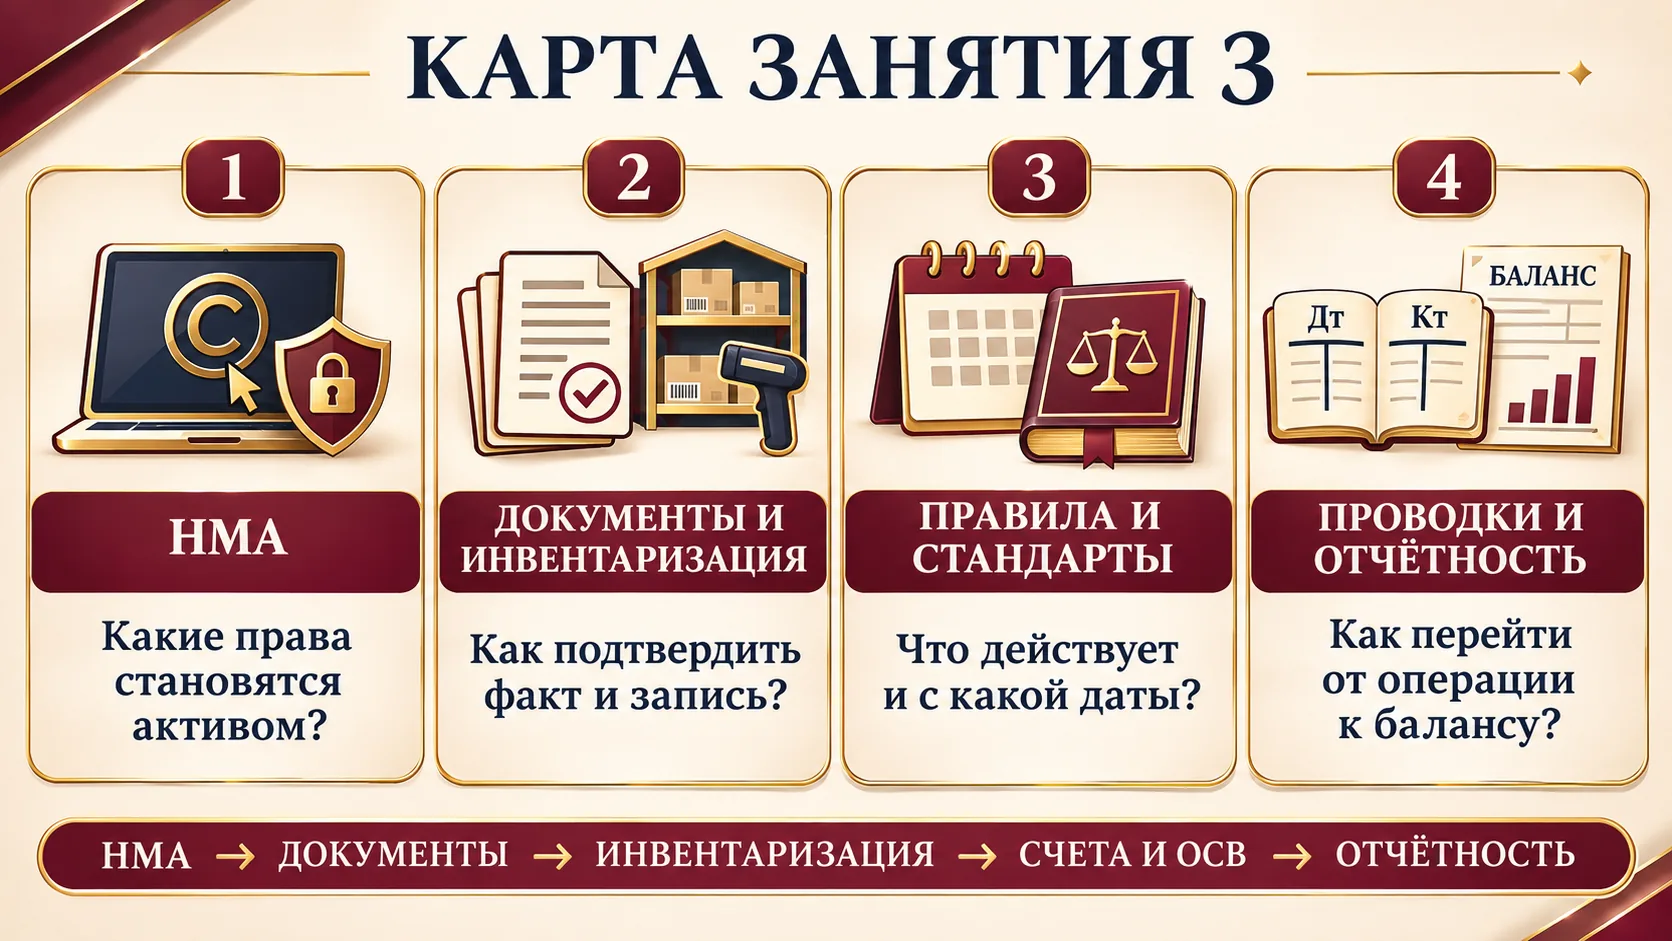 КАРТА ЗАНЯТИЯ 3
1
НМА
Какие права
становятся
активом?
2
ДОКУМЕНТЫ И
ИНВЕНТАРИЗАЦИЯ
Как подтвердить
факт и запись?
3
ПРАВИЛА И
СТАНДАРТЫ
Что действует
и с какой даты?
4
БАЛАНС
Дт
Кт
ПРОВОДКИ И
ОТЧЁТНОСТЬ
Как перейти
от операции
к балансу?
НМА → ДОКУМЕНТЫ → ИНВЕНТАРИЗАЦИЯ → СЧЕТА И ОСВ → ОТЧЁТНОСТЬ